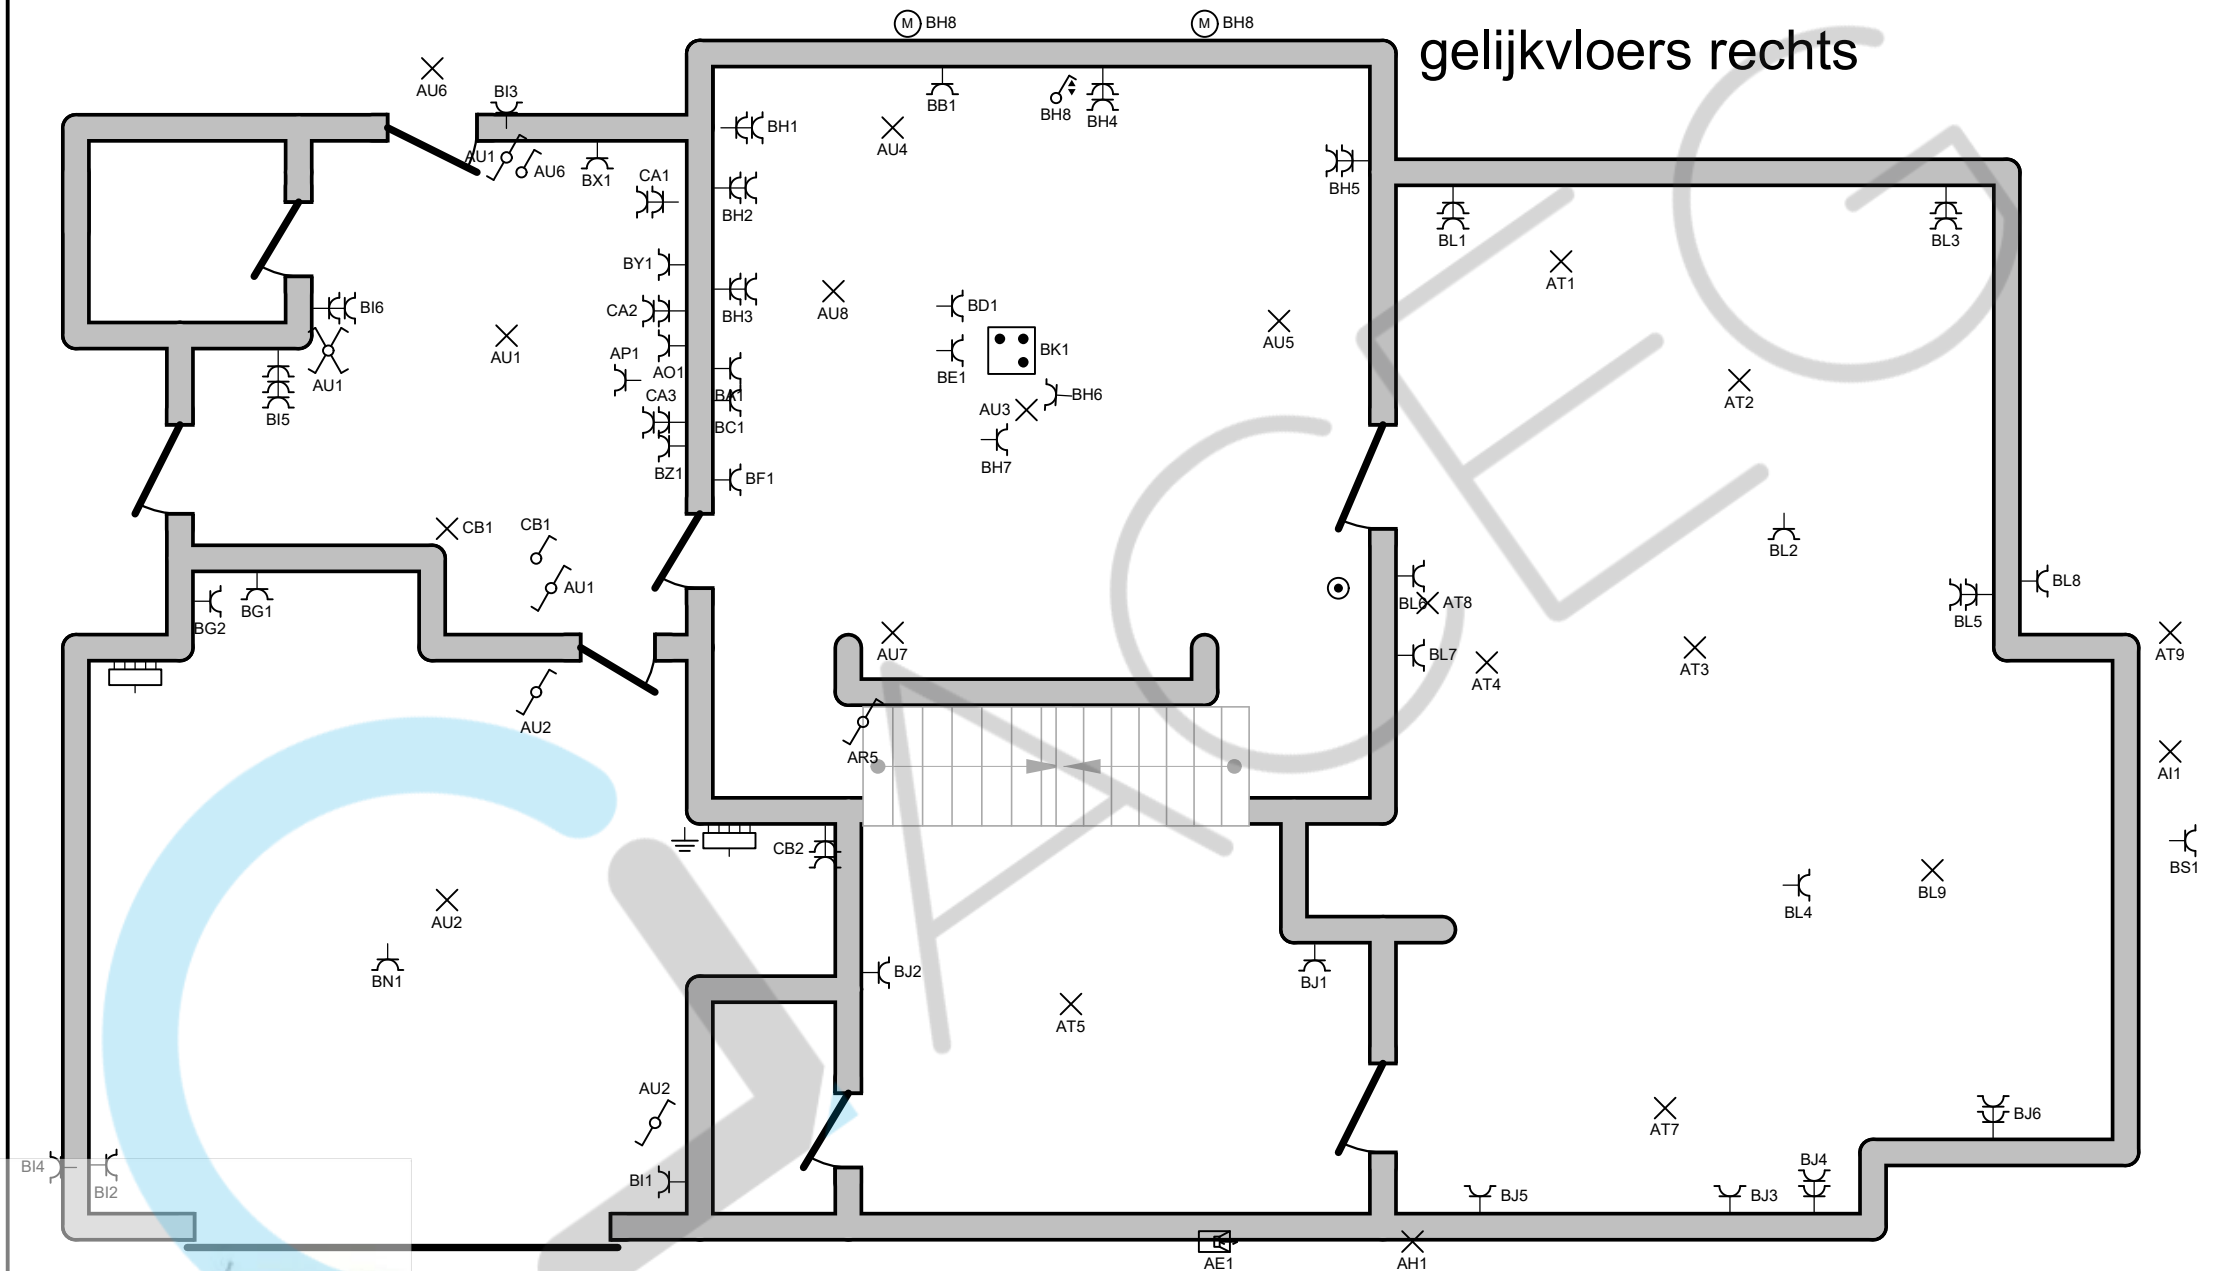 M BH8
M BH8
gelijkvloers rechts
AU6
BI3
BB1
BH8
BH4
BH1
AU4
AU1
AU6
BX1
CA1
BH5
BH2
BL1
BL3
BY1
AT1
BI6
CA2
BH3
AU8
BD1
AU5
AU1
AP1
AO1
BE1
BK1
AU1
BI5
CA3
BA1
AU3
BH6
AT2
BC1
BZ1
BF1
BH7
CB1
CB1
BL2
AU1
BL8
BG1
BG2
BL6
AT8
BL5
AU7
BL7
AT4
AT3
AT9
AU2
AR5
AI1
CB2
BS1
AU2
BL4
BL9
BN1
BJ2
BJ1
AT5
AU2
AT7
BJ6
BI4
BI2
BI1
BJ5
BJ3
BJ4
AE1
AH1
ACEG